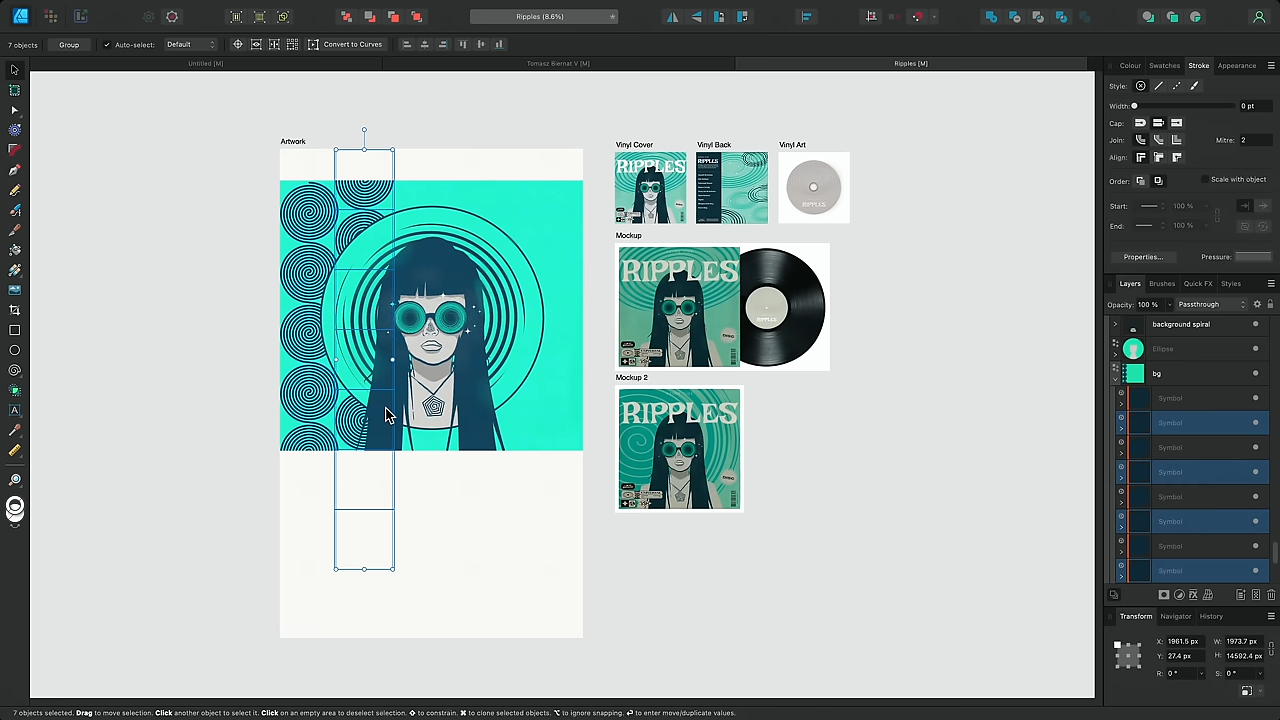 Ripples (8.6%)
7 objects Group Auto-select: Default Convert to Curves
Untitled [M] Tomasz Biernat V [M] Ripples [M]
Colour Swatches Stroke Appearance
Style:
Width: 0 pt
Cap:
Join: Mitre: 2
Align:
Order: Scale with object
Start: 100 %
End: 100 %
Properties... Pressure:
Layers Brushes Quick FX Styles
Opacity: 100 % Passthrough
background spiral
Ellipse
bg
Symbol
Symbol
Symbol
Symbol
Symbol
Symbol
Symbol
Symbol
Transform Navigator History
X: 1961.5 px W: 1973.7 px
Y: 27.4 px H: 14592.4 px
R: 0 ° S: 0 °
Artwork
Vinyl Cover Vinyl Back Vinyl Art
RIPPLES RIPPLES RIPPLES
Mockup
RIPPLES RIPPLES
Mockup 2
RIPPLES
7 objects selected. Drag to move selection. Click another object to select it. Click on an empty area to deselect selection. ⇧ to constrain. ⌘ to clone selected objects. ⌥ to ignore snapping. ⏎ to enter move/duplicate values.